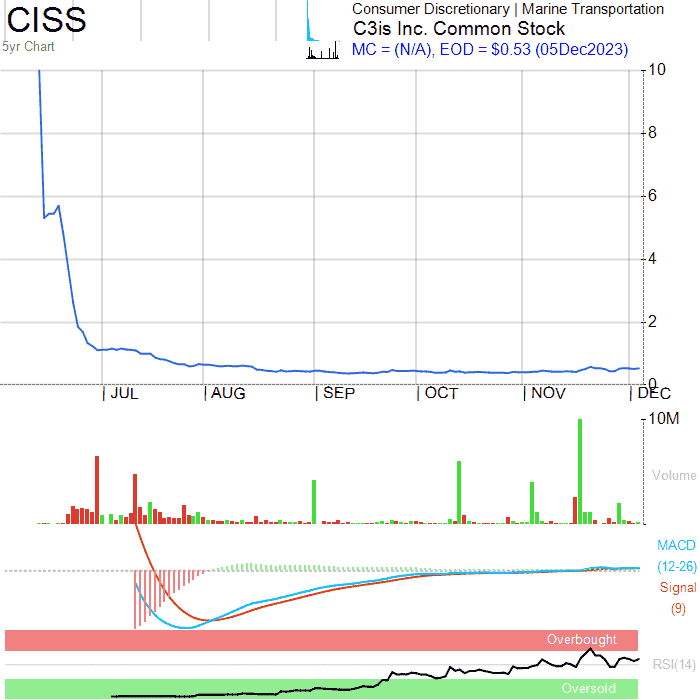 CISS
5yr Chart
Consumer Discretionary | Marine Transportation
C3is Inc. Common Stock
MC = (N/A), EOD = $0.53 (05Dec2023)
10
8
6
4
2
0
JUL
AUG
SEP
OCT
NOV
DEC
10M
Volume
MACD
(12-26)
Signal
(9)
Overbought
RSI(14)
Oversold